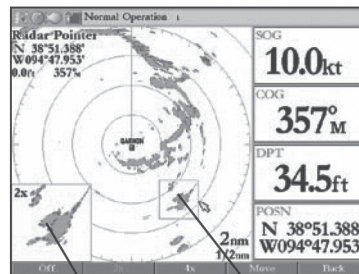 Normal Operation
Radar Pointer
N 38°51.388'
W094°47.953'
0.0ft 357°M
GARMIN
2x
2nm
1/2nm
SOG
10.0kt
COG
357°M
DPT
34.5ft
POSN
N 38°51.388'
W094°47.953'
Off 2x 4x Move Back